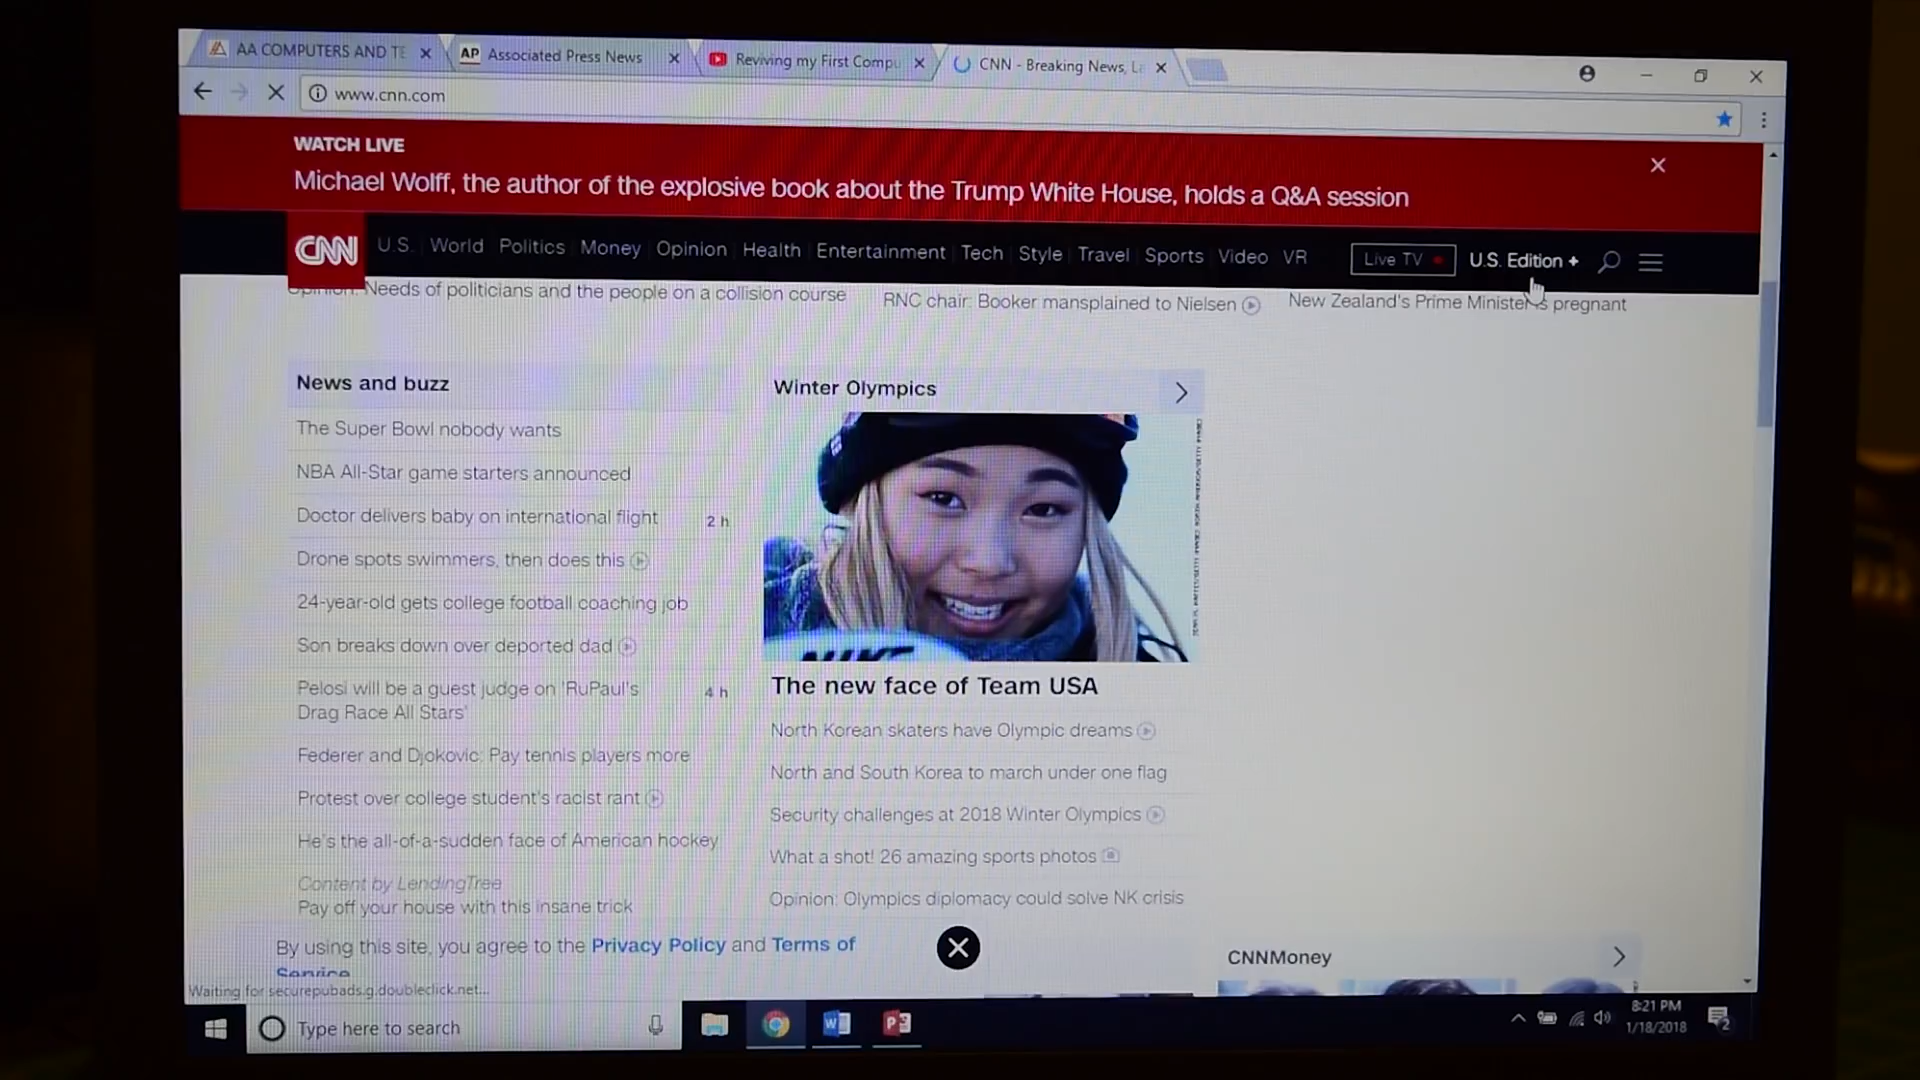 AA COMPUTERS AND TE
AP Associated Press News
Reviving my First Compu
CNN - Breaking News, La
www.cnn.com
WATCH LIVE
Michael Wolff, the author of the explosive book about the Trump White House, holds a Q&A session
CNN U.S. World Politics Money Opinion Health Entertainment Tech Style Travel Sports Video VR Live TV U.S. Edition +
Opinion: Needs of politicians and the people on a collision course
RNC chair: Booker mansplained to Nielsen
New Zealand's Prime Minister is pregnant
News and buzz
The Super Bowl nobody wants
NBA All-Star game starters announced
Doctor delivers baby on international flight 2 h
Drone spots swimmers, then does this
24-year-old gets college football coaching job
Son breaks down over deported dad
Pelosi will be a guest judge on 'RuPaul's 4 h
Drag Race All Stars'
Federer and Djokovic: Pay tennis players more
Protest over college student's racist rant
He's the all-of-a-sudden face of American hockey
Content by LendingTree
Pay off your house with this insane trick
Winter Olympics
NIKE
The new face of Team USA
North Korean skaters have Olympic dreams
North and South Korea to march under one flag
Security challenges at 2018 Winter Olympics
What a shot! 26 amazing sports photos
Opinion: Olympics diplomacy could solve NK crisis
CNNMoney
By using this site, you agree to the Privacy Policy and Terms of
Service
Waiting for securepubads.g.doubleclick.net...
Type here to search
8:21 PM
1/18/2018
2